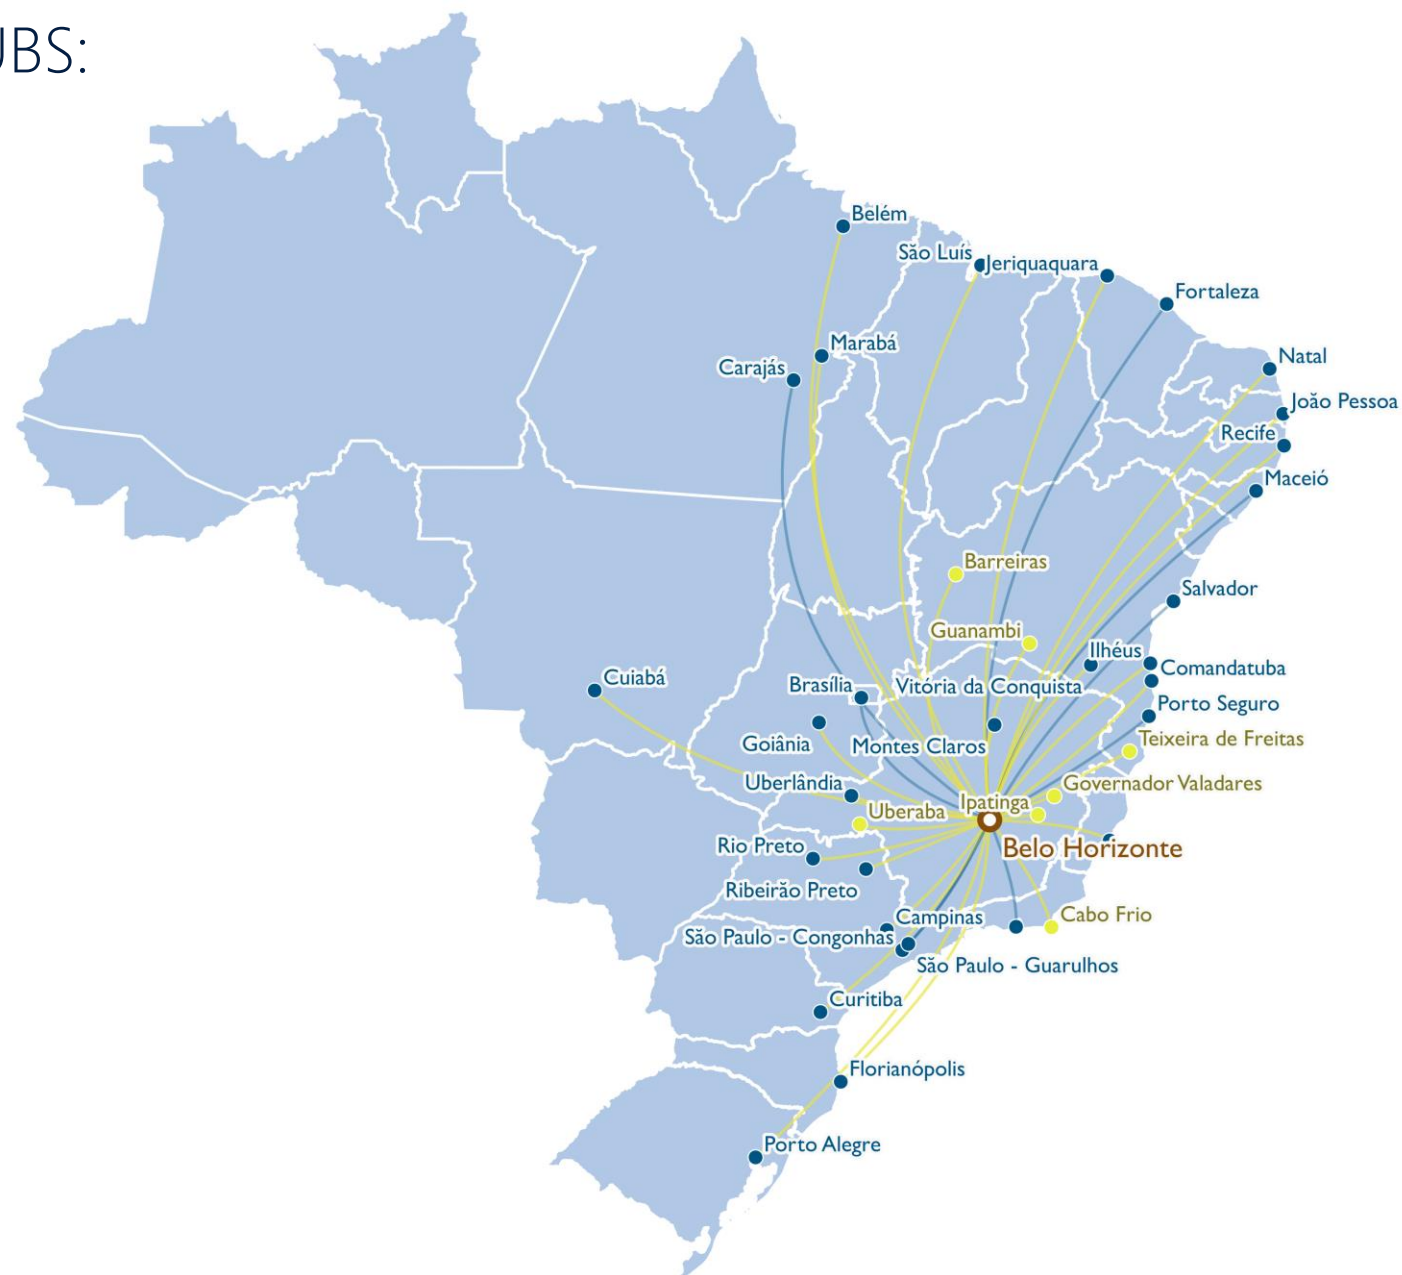 UBS:
Belém
São Luís
Jeriquaquara
Fortaleza
Marabá
Carajás
Natal
João Pessoa
Recife
Maceió
Barreiras
Salvador
Guanambi
Ilhéus
Comandatuba
Cuiabá
Brasília
Vitória da Conquista
Porto Seguro
Goiânia
Montes Claros
Teixeira de Freitas
Uberlândia
Governador Valadares
Uberaba
Ipatinga
Rio Preto
Belo Horizonte
Ribeirão Preto
Campinas
Cabo Frio
São Paulo - Congonhas
São Paulo - Guarulhos
Curitiba
Florianópolis
Porto Alegre